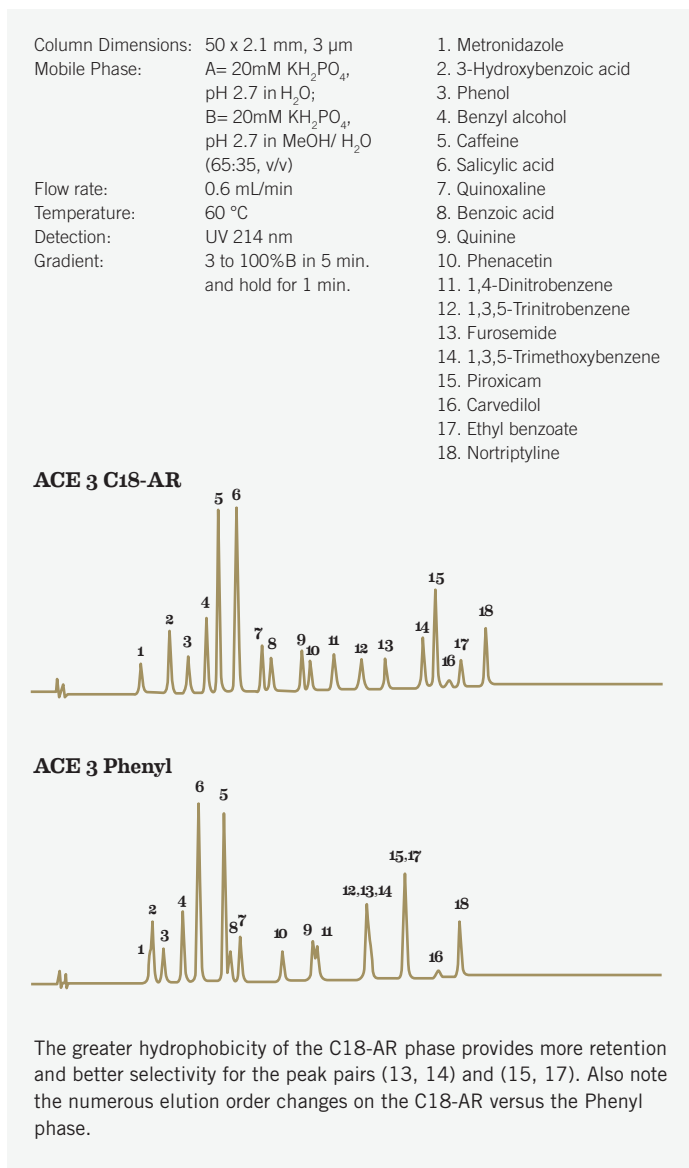 Column Dimensions: 50 x 2.1 mm, 3 µm
Mobile Phase: A= 20mM KH₂PO₄,
pH 2.7 in H₂O;
B= 20mM KH₂PO₄,
pH 2.7 in MeOH/ H₂O
(65:35, v/v)
Flow rate: 0.6 mL/min
Temperature: 60 °C
Detection: UV 214 nm
Gradient: 3 to 100%B in 5 min.
and hold for 1 min.
1. Metronidazole
2. 3-Hydroxybenzoic acid
3. Phenol
4. Benzyl alcohol
5. Caffeine
6. Salicylic acid
7. Quinoxaline
8. Benzoic acid
9. Quinine
10. Phenacetin
11. 1,4-Dinitrobenzene
12. 1,3,5-Trinitrobenzene
13. Furosemide
14. 1,3,5-Trimethoxybenzene
15. Piroxicam
16. Carvedilol
17. Ethyl benzoate
18. Nortriptyline
ACE 3 C18-AR
1 2 3 4 5 6 7 8 9 10 11 12 13 14 15 16 17 18
ACE 3 Phenyl
1 2 3 4 6 5 8 7 10 9 11 12,13,14 15,17 16 18
The greater hydrophobicity of the C18-AR phase provides more retention
and better selectivity for the peak pairs (13, 14) and (15, 17). Also note
the numerous elution order changes on the C18-AR versus the Phenyl
phase.